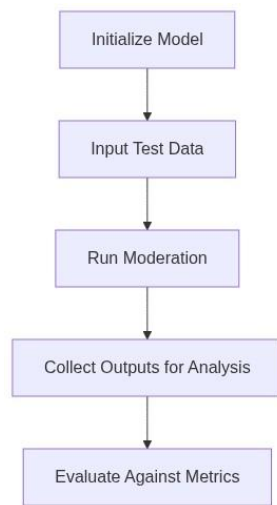 Initialize Model
Input Test Data
Run Moderation
Collect Outputs for Analysis
Evaluate Against Metrics